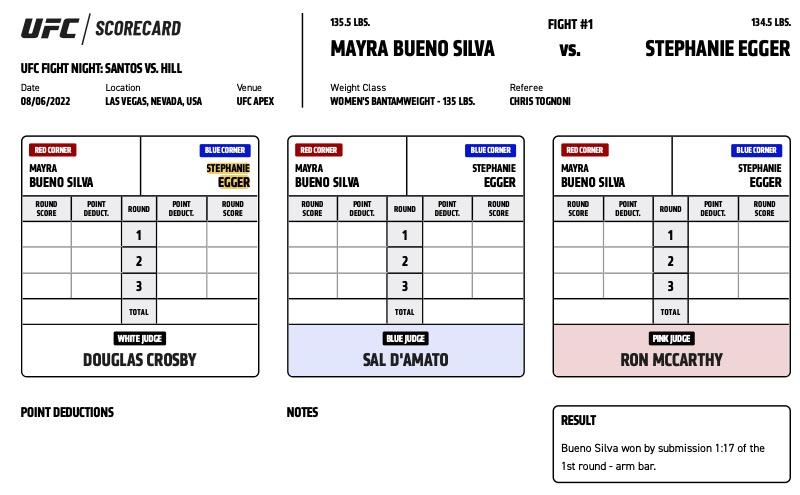 UFC / SCORECARD
UFC FIGHT NIGHT: SANTOS VS. HILL
Date Location Venue
08/06/2022 LAS VEGAS, NEVADA, USA UFC APEX
135.5 LBS. FIGHT #1 134.5 LBS.
MAYRA BUENO SILVA VS. STEPHANIE EGGER
Weight Class Referee
WOMEN'S BANTAMWEIGHT - 135 LBS. CHRIS TOGNONI
RED CORNER BLUE CORNER
MAYRA STEPHANIE
BUENO SILVA EGGER
ROUND POINT ROUND POINT ROUND
SCORE DEDUCT. DEDUCT. SCORE
1
2
3
TOTAL
WHITE JUDGE
DOUGLAS CROSBY
RED CORNER BLUE CORNER
MAYRA STEPHANIE
BUENO SILVA EGGER
ROUND POINT ROUND POINT ROUND
SCORE DEDUCT. DEDUCT. SCORE
1
2
3
TOTAL
BLUE JUDGE
SAL D'AMATO
RED CORNER BLUE CORNER
MAYRA STEPHANIE
BUENO SILVA EGGER
ROUND POINT ROUND POINT ROUND
SCORE DEDUCT. DEDUCT. SCORE
1
2
3
TOTAL
PINK JUDGE
RON MCCARTHY
POINT DEDUCTIONS
NOTES
RESULT
Bueno Silva won by submission 1:17 of the
1st round - arm bar.